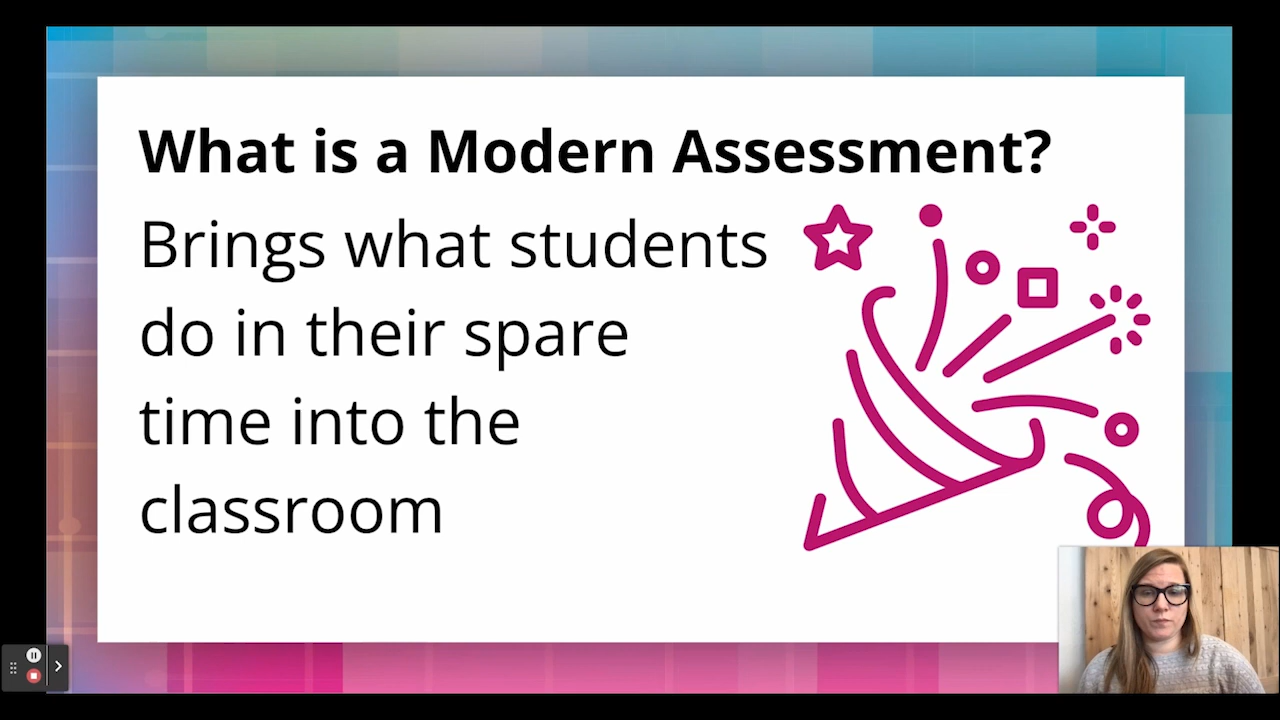 What is a Modern Assessment?
Brings what students
do in their spare
time into the
classroom